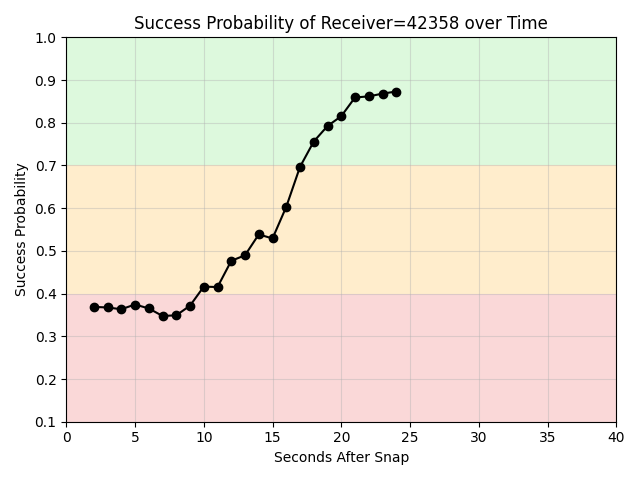 Success Probability of Receiver=42358 over Time
1.0
0.9
0.8
0.7
0.6
0.5
0.4
0.3
0.2
0.1
Success Probability
0 5 10 15 20 25 30 35 40
Seconds After Snap